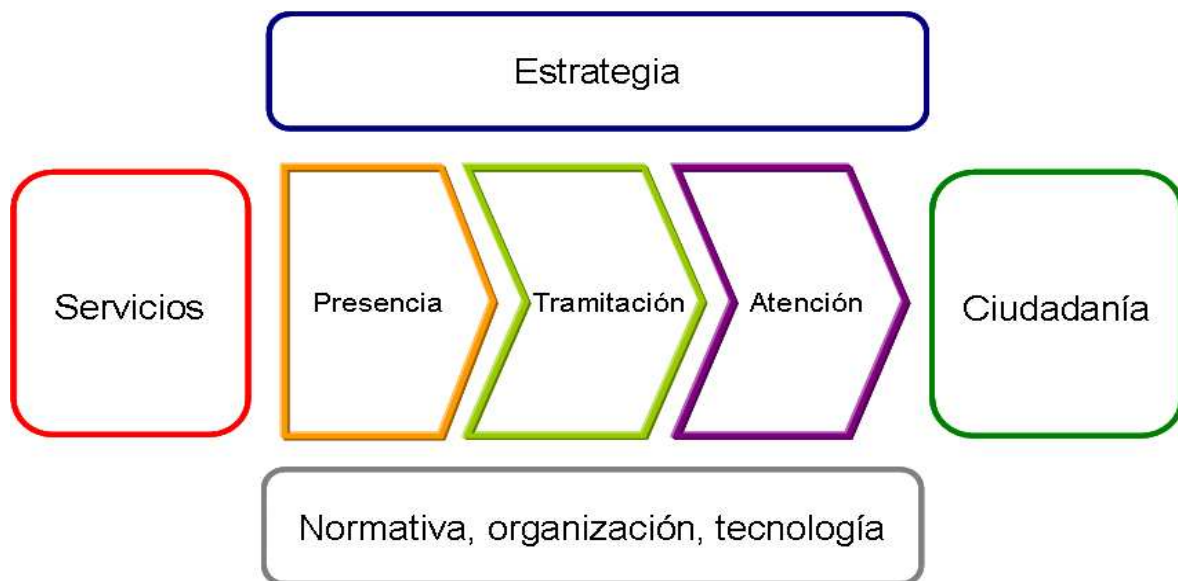 Estrategia
Servicios
Presencia
Tramitación
Atención
Ciudadanía
Normativa, organización, tecnología